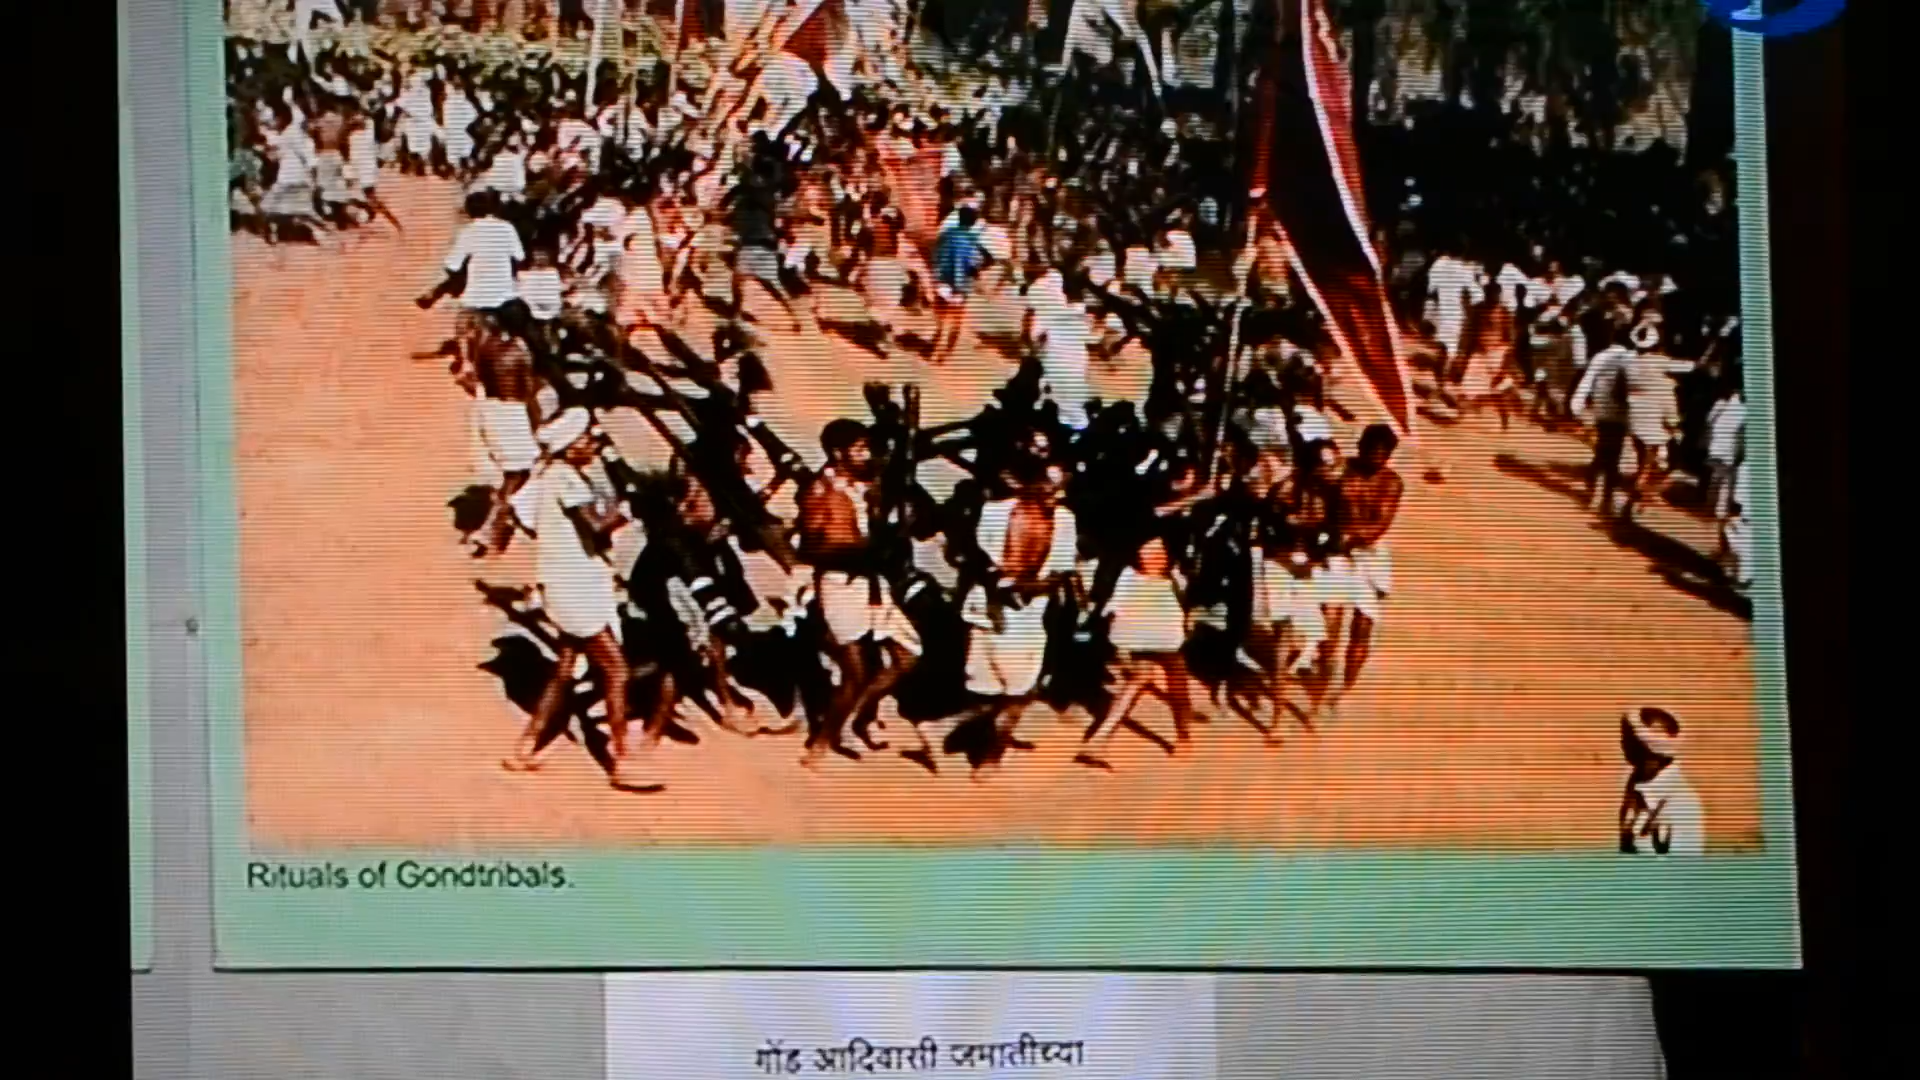 Rituals of Gondtribals.
गोंड आदिवासी जमातीच्या